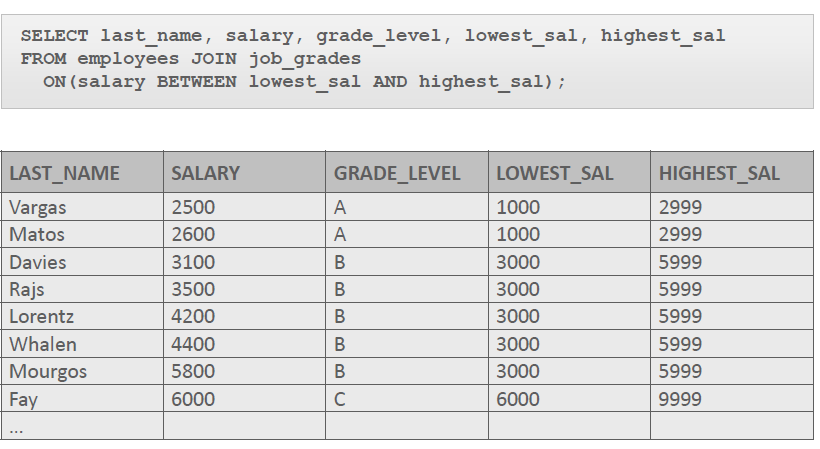 SELECT last_name, salary, grade_level, lowest_sal, highest_sal
FROM employees JOIN job_grades
ON(salary BETWEEN lowest_sal AND highest_sal);
LAST_NAME SALARY GRADE_LEVEL LOWEST_SAL HIGHEST_SAL
Vargas 2500 A 1000 2999
Matos 2600 A 1000 2999
Davies 3100 B 3000 5999
Rajs 3500 B 3000 5999
Lorentz 4200 B 3000 5999
Whalen 4400 B 3000 5999
Mourgos 5800 B 3000 5999
Fay 6000 C 6000 9999
...